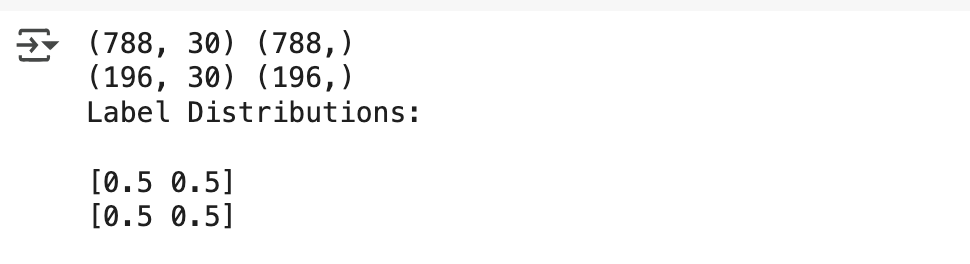 (788, 30) (788,)
(196, 30) (196,)
Label Distributions:
[0.5 0.5]
[0.5 0.5]